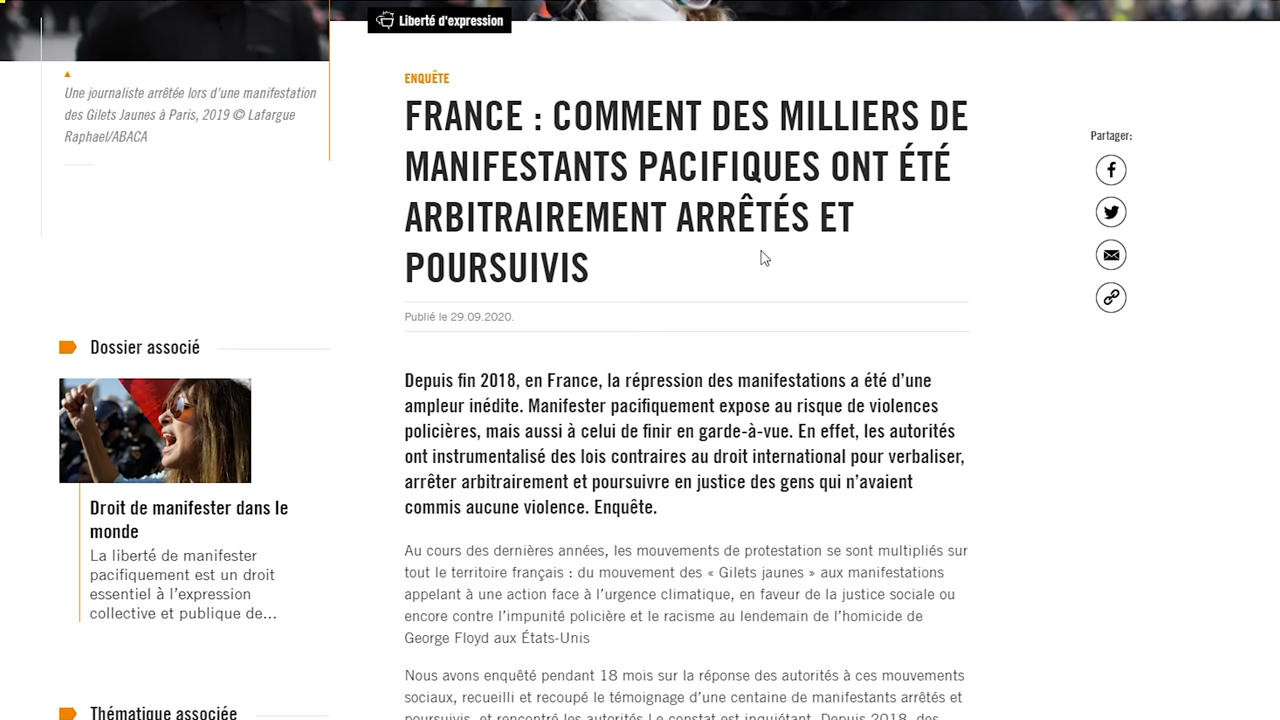 Liberté d'expression
Une journaliste arrêtée lors d'une manifestation
des Gilets Jaunes à Paris, 2019 © Lafargue
Raphael/ABACA
ENQUÊTE
FRANCE : COMMENT DES MILLIERS DE
MANIFESTANTS PACIFIQUES ONT ÉTÉ
ARBITRAIREMENT ARRÊTÉS ET
POURSUIVIS
Publié le 29.09.2020.
Partager:
Depuis fin 2018, en France, la répression des manifestations a été d’une
ampleur inédite. Manifester pacifiquement expose au risque de violences
policières, mais aussi à celui de finir en garde-à-vue. En effet, les autorités
ont instrumentalisé des lois contraires au droit international pour verbaliser,
arrêter arbitrairement et poursuivre en justice des gens qui n’avaient
commis aucune violence. Enquête.
Au cours des dernières années, les mouvements de protestation se sont multipliés sur
tout le territoire français : du mouvement des « Gilets jaunes » aux manifestations
appelant à une action face à l’urgence climatique, en faveur de la justice sociale ou
encore contre l’impunité policière et le racisme au lendemain de l’homicide de
George Floyd aux États-Unis
Nous avons enquêté pendant 18 mois sur la réponse des autorités à ces mouvements
sociaux, recueilli et recoupé le témoignage d’une centaine de manifestants arrêtés et
poursuivis, et rencontré les autorités Le constat est inquiétant. Depuis 2018, des
Dossier associé
Droit de manifester dans le
monde
La liberté de manifester
pacifiquement est un droit
essentiel à l’expression
collective et publique de...
Thématique associée